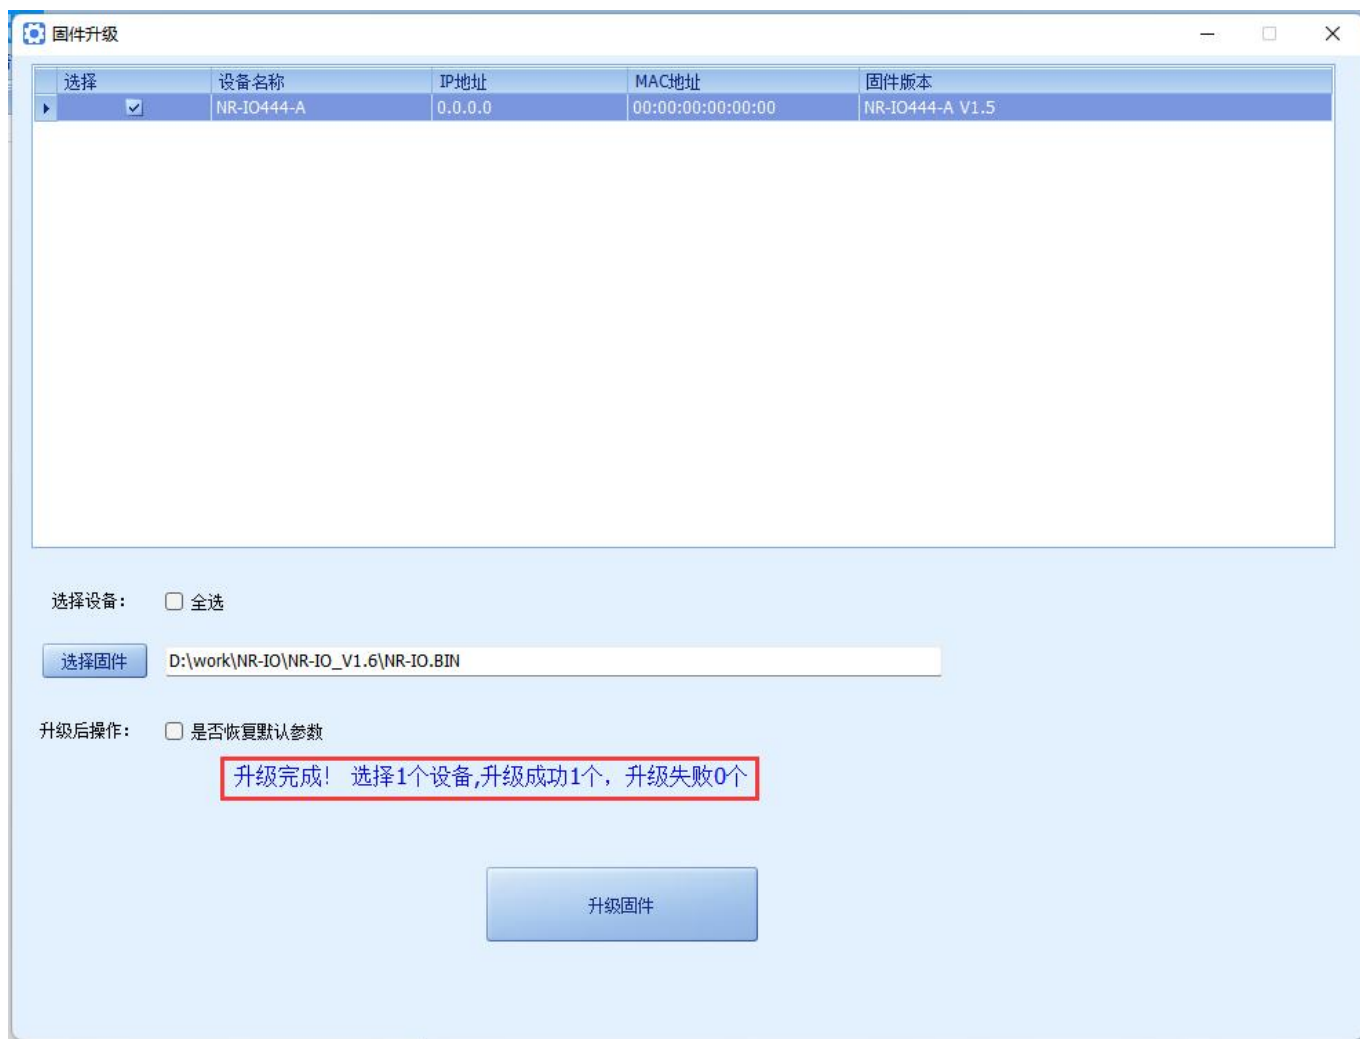 固件升级
选择 设备名称 IP地址 MAC地址 固件版本
NR-IO444-A 0.0.0.0 00:00:00:00:00:00 NR-IO444-A V1.5
选择设备： 全选
选择固件 D:\work\NR-IO\NR-IO_V1.6\NR-IO.BIN
升级后操作： 是否恢复默认参数
升级完成！ 选择1个设备,升级成功1个，升级失败0个
升级固件